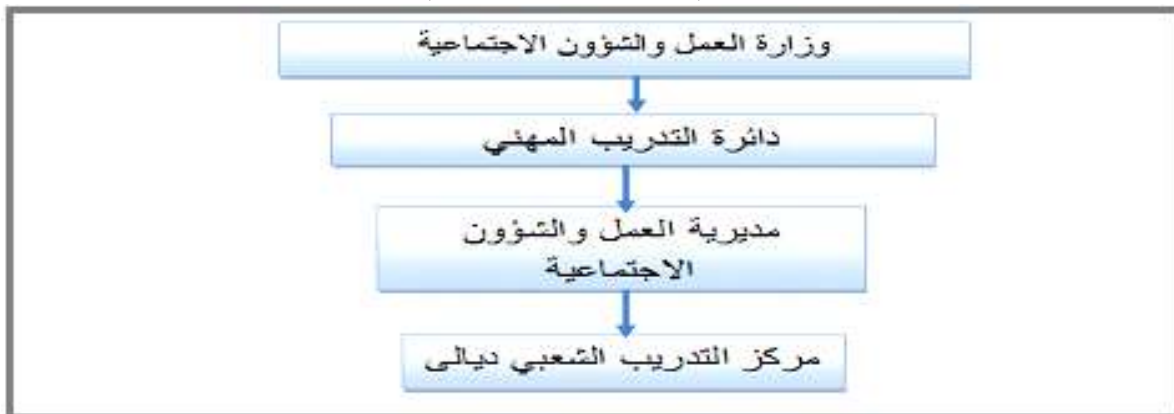 وزارة العمل والشؤون الاجتماعية
دائرة التدريب المهني
مديرية العمل والشؤون
الاجتماعية
مركز التدريب الشعبي ديالى